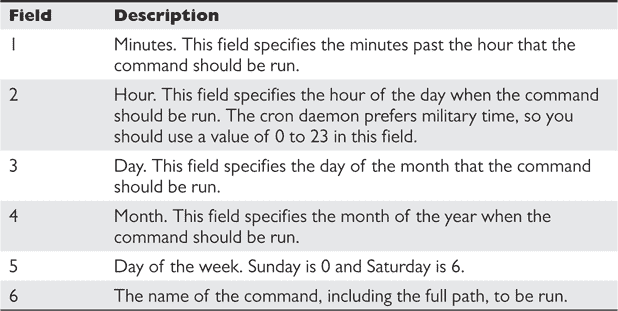 Field Description
1 Minutes. This field specifies the minutes past the hour that the
command should be run.
2 Hour. This field specifies the hour of the day when the command
should be run. The cron daemon prefers military time, so you
should use a value of 0 to 23 in this field.
3 Day. This field specifies the day of the month that the command
should be run.
4 Month. This field specifies the month of the year when the
command should be run.
5 Day of the week. Sunday is 0 and Saturday is 6.
6 The name of the command, including the full path, to be run.